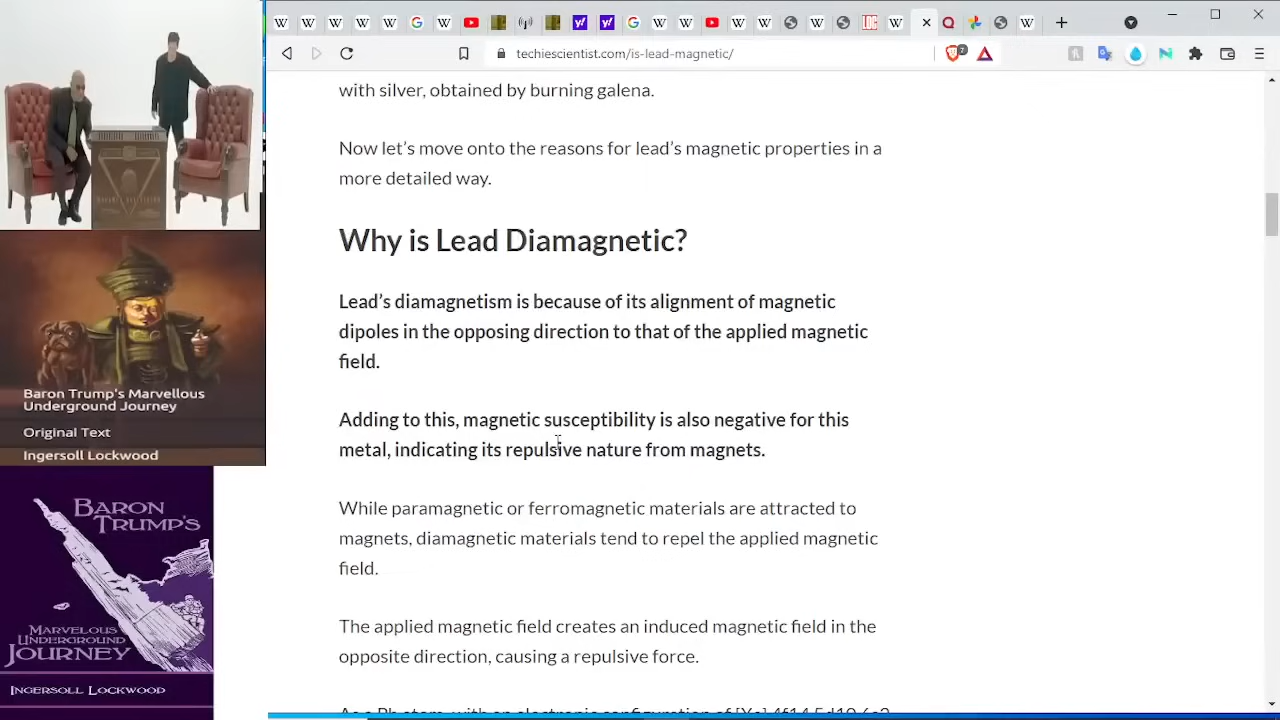 techiescientist.com/is-lead-magnetic/
7
with silver, obtained by burning galena.
Now let’s move onto the reasons for lead’s magnetic properties in a
more detailed way.
Why is Lead Diamagnetic?
Lead’s diamagnetism is because of its alignment of magnetic
dipoles in the opposing direction to that of the applied magnetic
field.
Adding to this, magnetic susceptibility is also negative for this
metal, indicating its repulsive nature from magnets.
While paramagnetic or ferromagnetic materials are attracted to
magnets, diamagnetic materials tend to repel the applied magnetic
field.
The applied magnetic field creates an induced magnetic field in the
opposite direction, causing a repulsive force.
Baron Trump's Marvellous
Underground Journey
Original Text
Ingersoll Lockwood
BARON
TRUMP'S
MARVELOUS
UNDERGROUND
JOURNEY
INGERSOLL LOCKWOOD